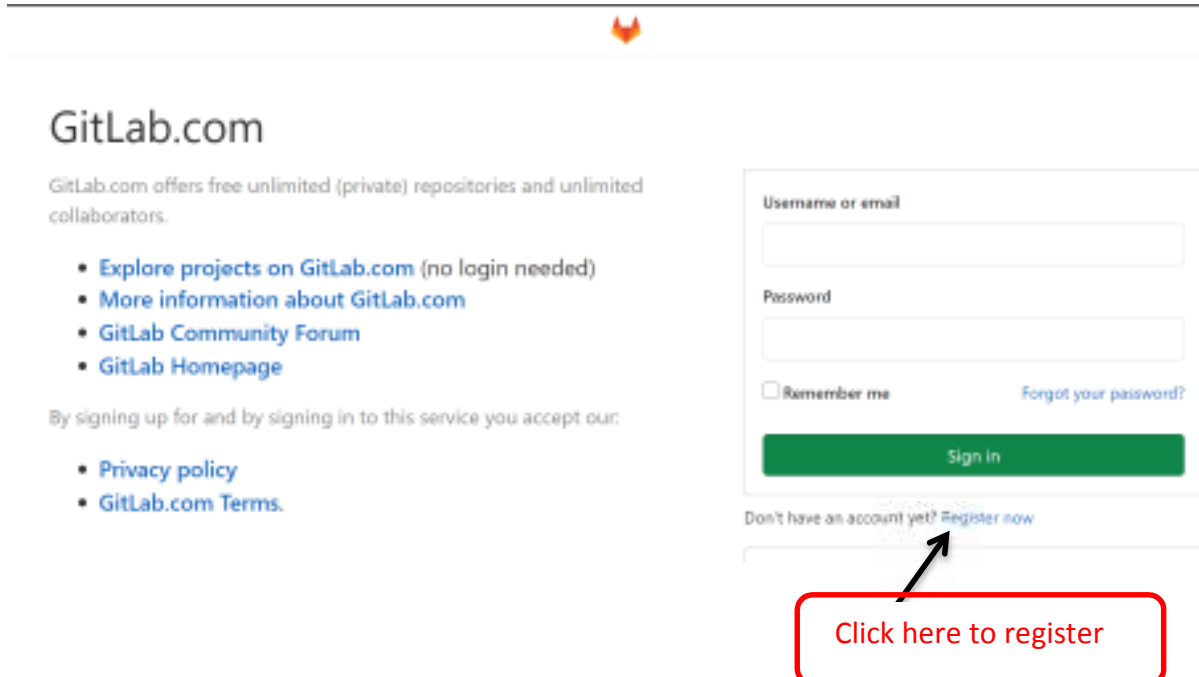 GitLab.com
GitLab.com offers free unlimited (private) repositories and unlimited
collaborators.
• Explore projects on GitLab.com (no login needed)
• More information about GitLab.com
• GitLab Community Forum
• GitLab Homepage
By signing up for and by signing in to this service you accept our:
• Privacy policy
• GitLab.com Terms.
Username or email
Password
Remember me
Forgot your password?
Sign in
Don't have an account yet? Register now
Click here to register